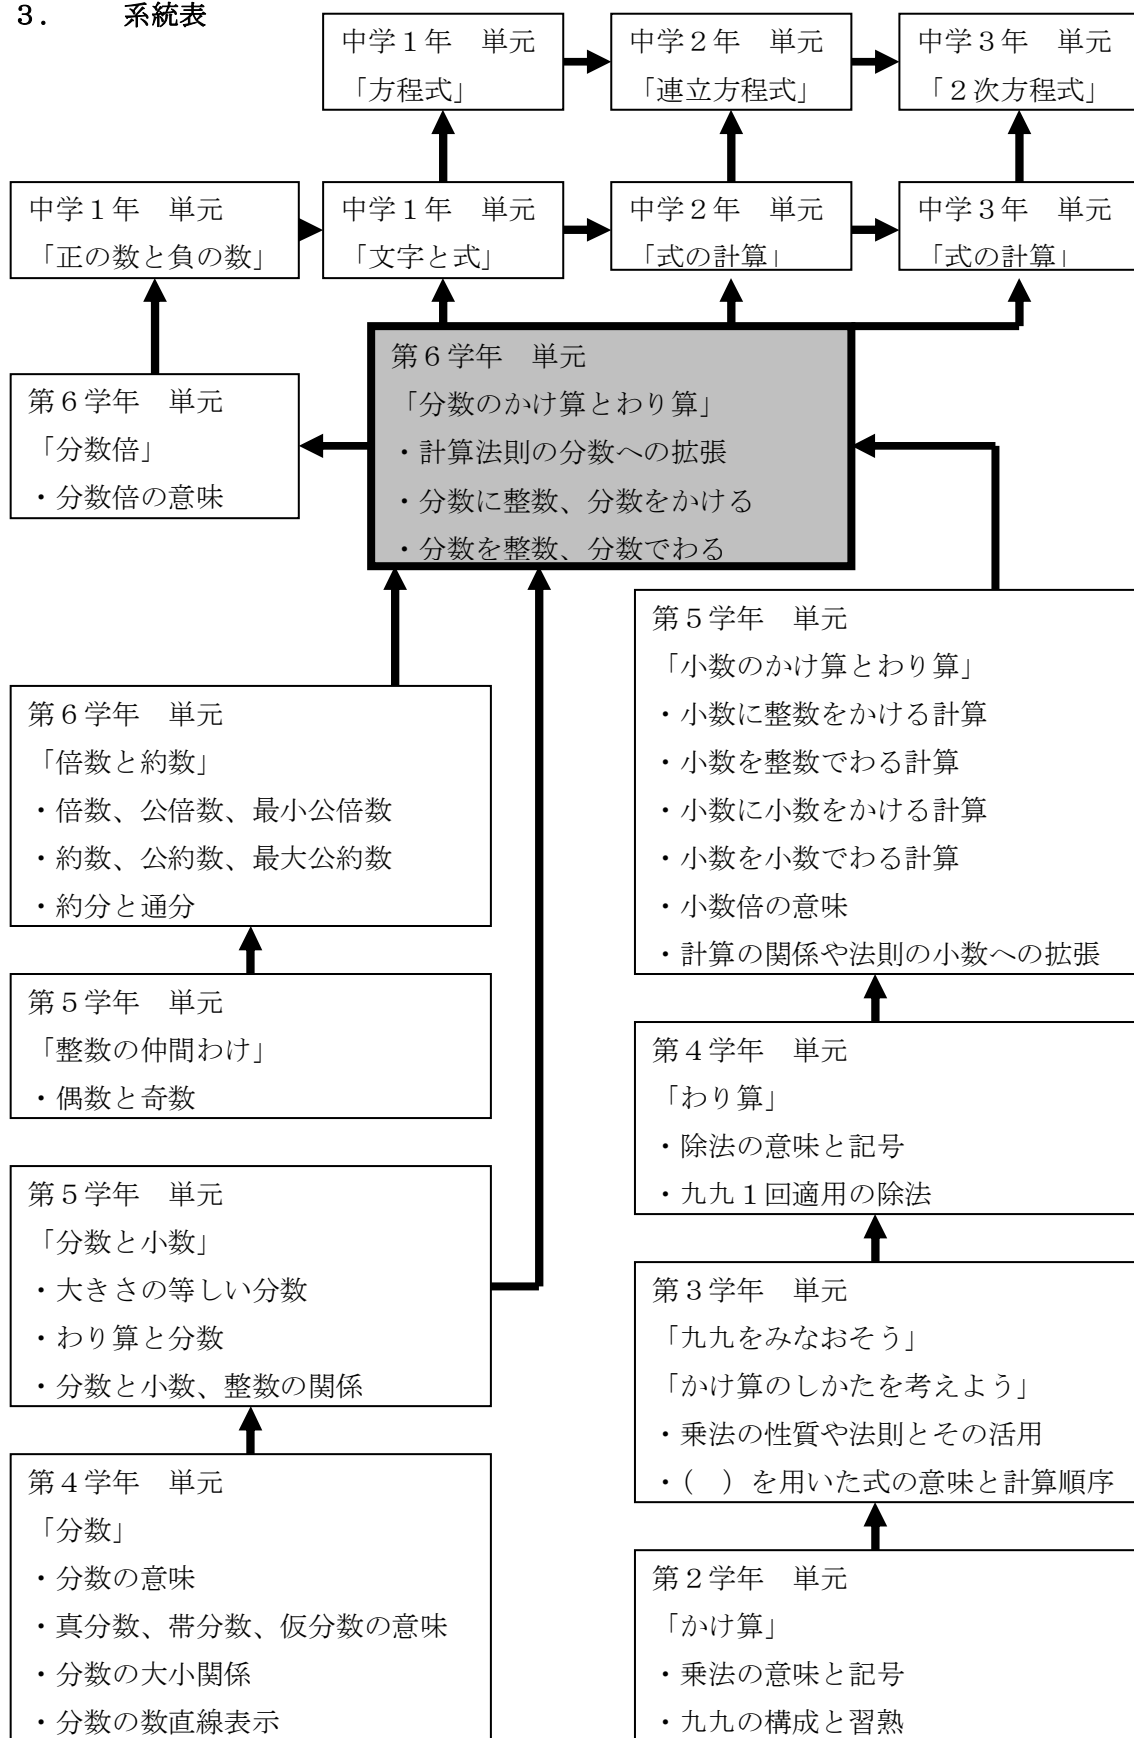 ３．　系統表
中学１年　単元
「方程式」
中学２年　単元
「連立方程式」
中学３年　単元
「２次方程式」
中学１年　単元
「正の数と負の数」
中学１年　単元
「文字と式」
中学２年　単元
「式の計算」
中学３年　単元
「式の計算」
第６学年　単元
「分数のかけ算とわり算」
・計算法則の分数への拡張
・分数に整数、分数をかける
・分数を整数、分数でわる
第６学年　単元
「分数倍」
・分数倍の意味
第６学年　単元
「倍数と約数」
・倍数、公倍数、最小公倍数
・約数、公約数、最大公約数
・約分と通分
第５学年　単元
「整数の仲間わけ」
・偶数と奇数
第５学年　単元
「分数と小数」
・大きさの等しい分数
・わり算と分数
・分数と小数、整数の関係
第４学年　単元
「分数」
・分数の意味
・真分数、帯分数、仮分数の意味
・分数の大小関係
・分数の数直線表示
第５学年　単元
「小数のかけ算とわり算」
・小数に整数をかける計算
・小数を整数でわる計算
・小数に小数をかける計算
・小数を小数でわる計算
・小数倍の意味
・計算の関係や法則の小数への拡張
第４学年　単元
「わり算」
・除法の意味と記号
・九九１回適用の除法
第３学年　単元
「九九をみなおそう」
「かけ算のしかたを考えよう」
・乗法の性質や法則とその活用
・(　) を用いた式の意味と計算順序
第２学年　単元
「かけ算」
・乗法の意味と記号
・九九の構成と習熟